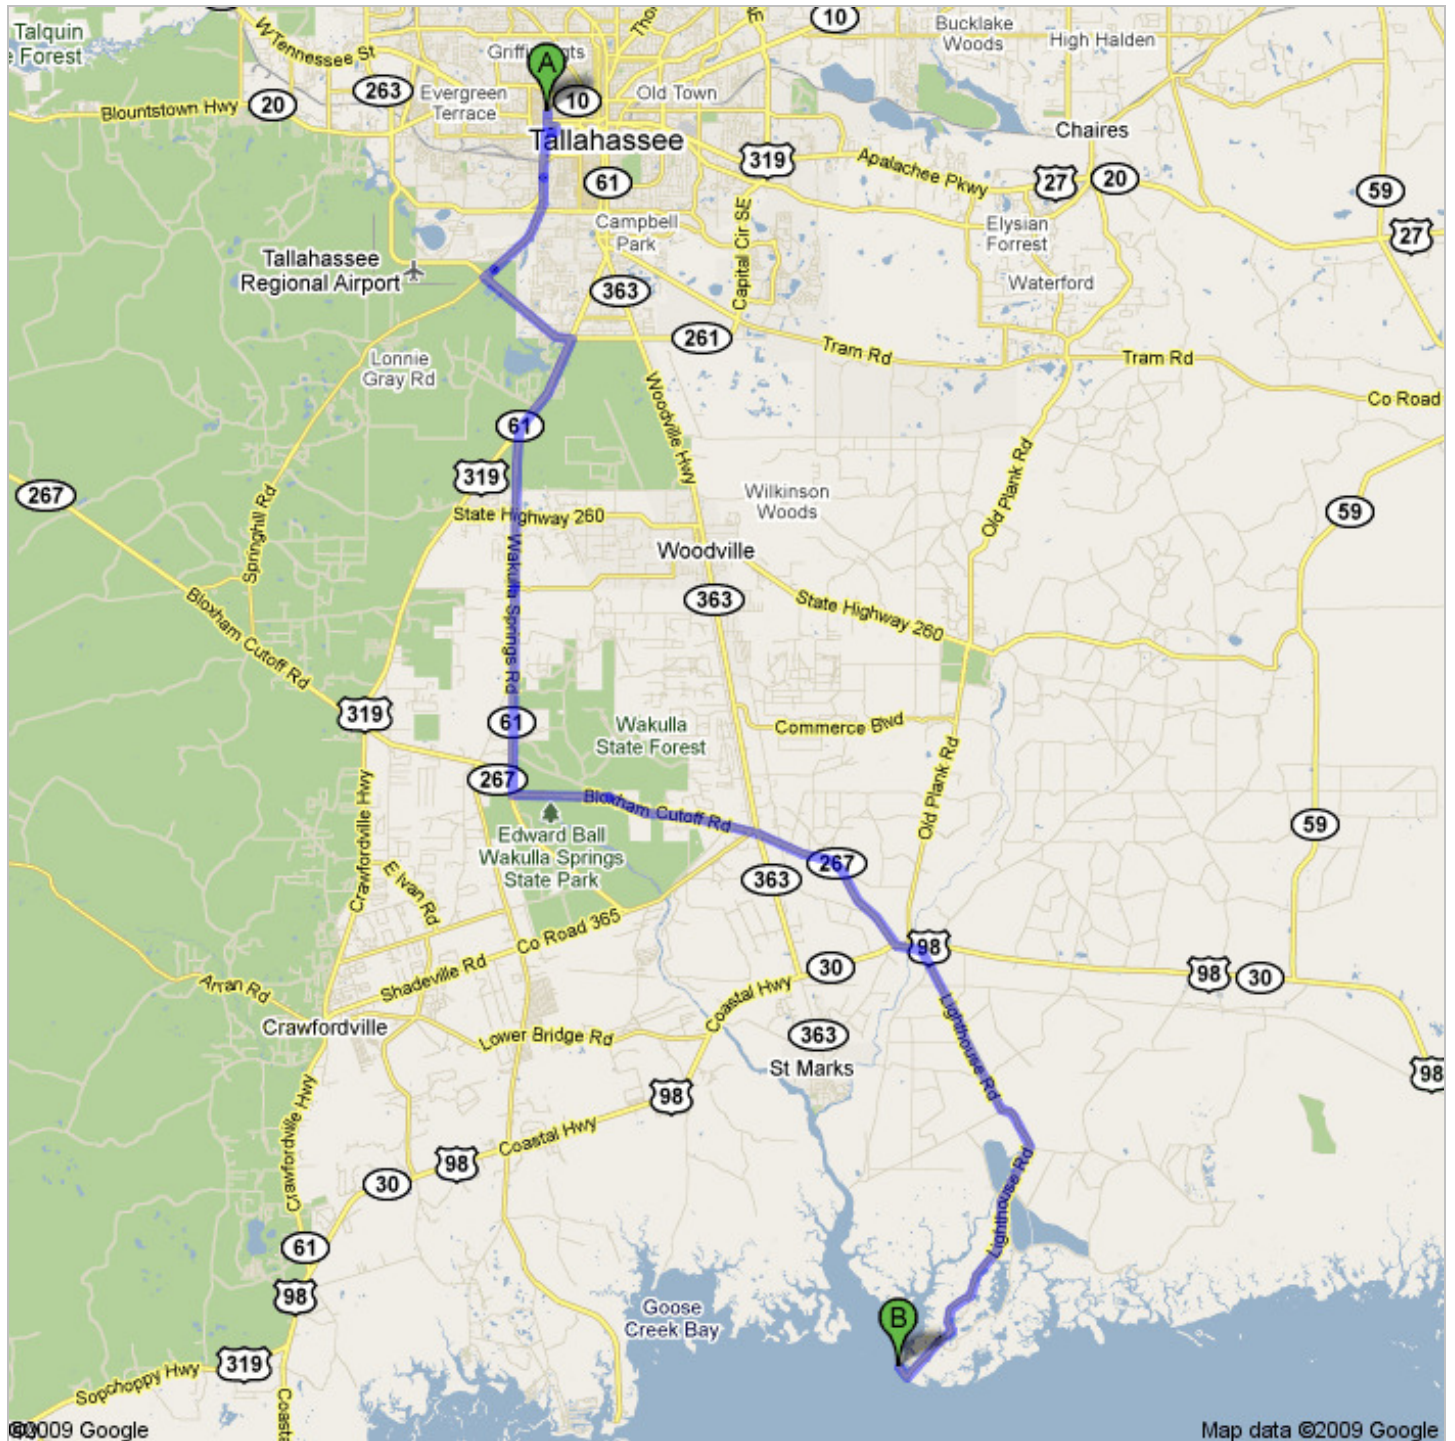 Talquin
e Forest
W Tennessee St
Blountstown Hwy
20
263
Griffin
gts
A
10
Evergreen
Terrace
Old Town
Tho
10
Bucklake
Woods
High Halden
Tallahassee
319
Chaires
Apalachee Pkwy
27
20
59
27
61
Campbell
Park
Capital Cir SE
Elysian
Forrest
Waterford
Tallahassee
Regional Airport
363
261
Tram Rd
Tram Rd
Co Road
Lonnie
Gray Rd
Woodville Hwy
61
319
267
Springhill Rd
State Highway 260
Wilkinson
Woods
Old Plank Rd
59
Woodville
Wakulla Springs Rd
363
State Highway 260
Bloxham Cutoff Rd
319
61
Wakulla
State Forest
Commerce Blvd
Old Plank Rd
267
Bloxham Cutoff Rd
Crawfordville Hwy
Edward Ball
Wakulla Springs
State Park
267
363
59
E Ivan Rd
Co Road 365
Shadeville Rd
98
30
98
30
Arran Rd
Coastal Hwy
Crawfordville
Lower Bridge Rd
363
St Marks
Lighthouse Rd
98
98
Crawfordville Hwy
Coastal Hwy
98
30
Lighthouse Rd
61
98
Goose
Creek Bay
B
319
Sopchoppy Hwy
Coasta
©2009 Google
Map data ©2009 Google